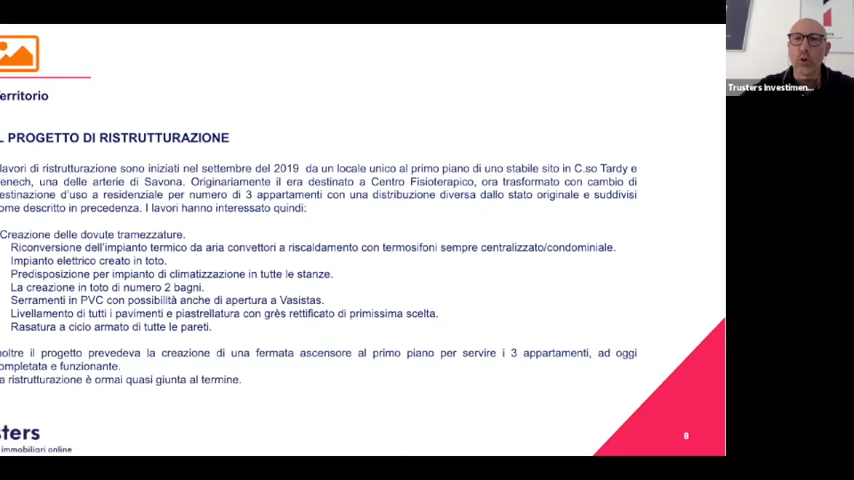 erritorio
L PROGETTO DI RISTRUTTURAZIONE
lavori di ristrutturazione sono iniziati nel settembre del 2019 da un locale unico al primo piano di uno stabile sito in C.so Tardy e
enech, una delle arterie di Savona. Originariamente il era destinato a Centro Fisioterapico, ora trasformato con cambio di
estinazione d'uso a residenziale per numero di 3 appartamenti con una distribuzione diversa dallo stato originale e suddivisi
ome descritto in precedenza. I lavori hanno interessato quindi:
Creazione delle dovute tramezzature.
Riconversione dell'impianto termico da aria convettori a riscaldamento con termosifoni sempre centralizzato/condominiale.
Impianto elettrico creato in toto.
Predisposizione per impianto di climatizzazione in tutte le stanze.
La creazione in toto di numero 2 bagni.
Serramenti in PVC con possibilità anche di apertura a Vasistas.
Livellamento di tutti i pavimenti e piastrellatura con grès rettificato di primissima scelta.
Rasatura a ciclo armato di tutte le pareti.
noltre il progetto prevedeva la creazione di una fermata ascensore al primo piano per servire i 3 appartamenti, ad oggi
ompletata e funzionante.
a ristrutturazione è ormai quasi giunta al termine.
sters
immobiliari online
8
Trusters Investimen...